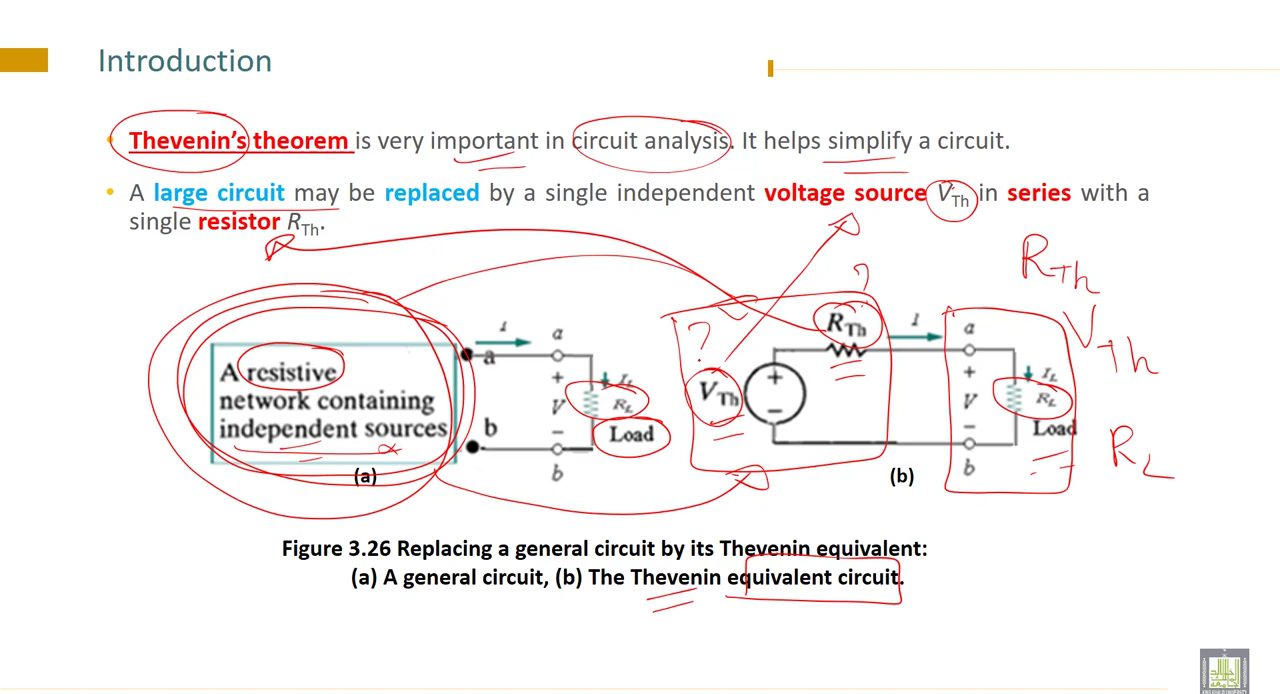 Introduction
• Thevenin's theorem is very important in circuit analysis. It helps simplify a circuit.
• A large circuit may be replaced by a single independent voltage source VTh in series with a
single resistor RTh.
A resistive
network containing
independent sources
a
b
I
a
+
V
-
b
IL
RL
Load
(a)
?
VTh
+
-
?
RTh
I
a
+
V
-
b
IL
RL
Load
(b)
RTh
VTh
RL
Figure 3.26 Replacing a general circuit by its Thevenin equivalent:
(a) A general circuit, (b) The Thevenin equivalent circuit.